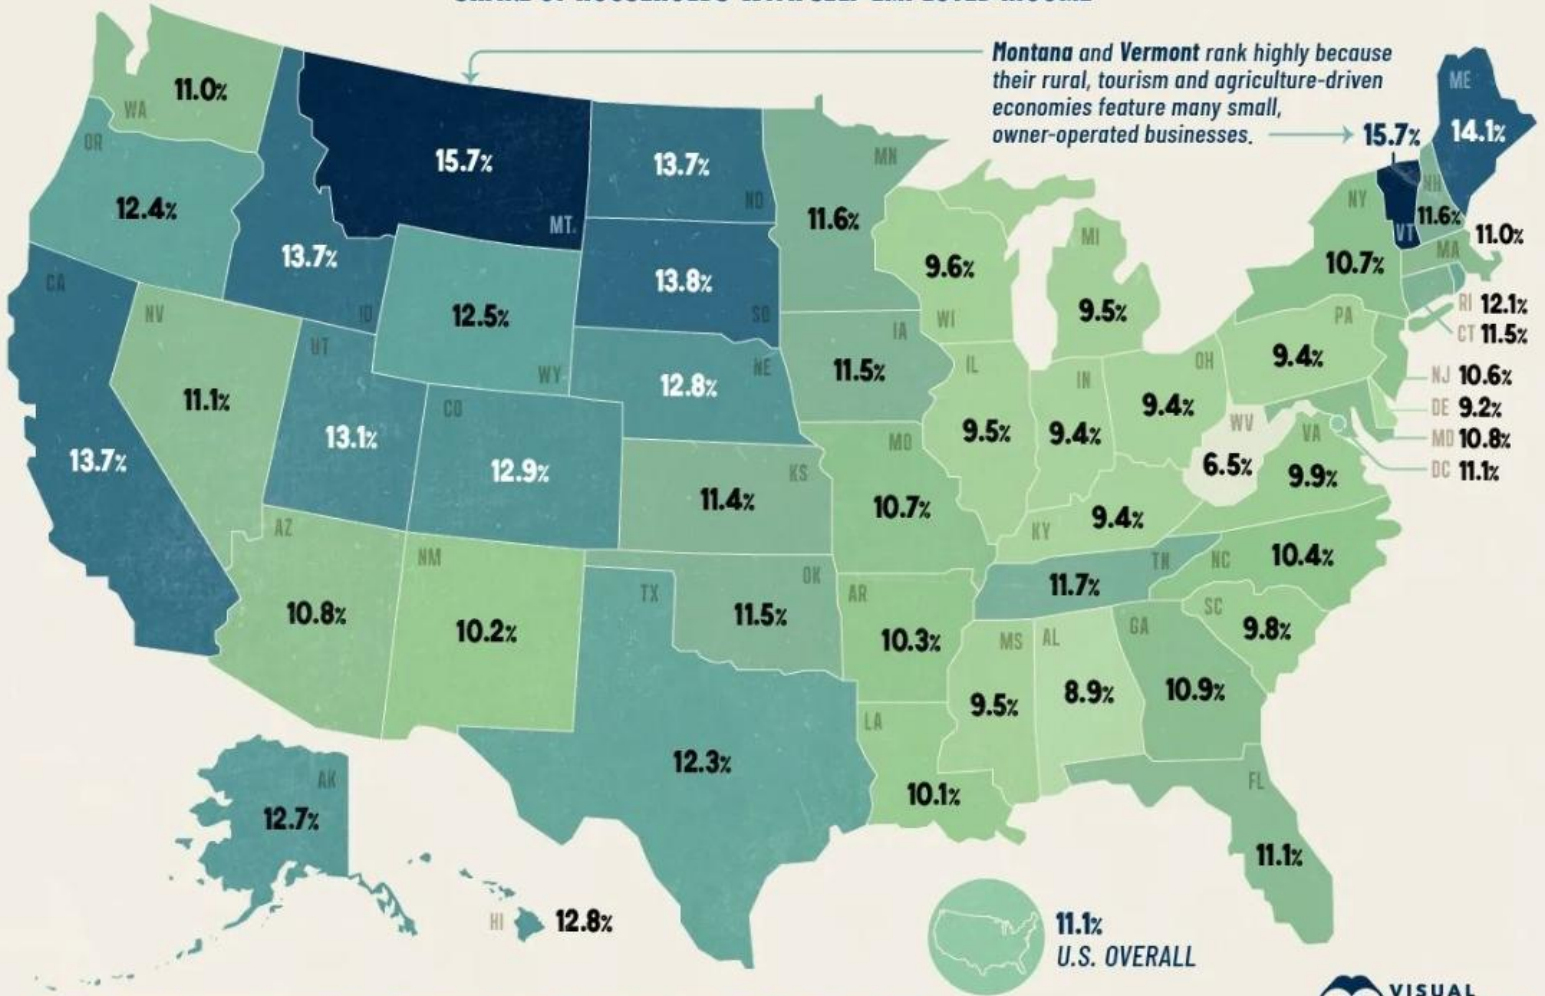 SHARE OF HOUSEHOLDS WITH SELF-EMPLOYED INCOME
Montana and Vermont rank highly because
their rural, tourism and agriculture-driven
economies feature many small,
owner-operated businesses.
WA
11.0%
OR
12.4%
CA
13.7%
NV
11.1%
ID
13.7%
MT
15.7%
WY
12.5%
UT
13.1%
CO
12.9%
AZ
10.8%
NM
10.2%
ND
13.7%
SD
13.8%
NE
12.8%
KS
11.4%
OK
11.5%
TX
12.3%
MN
11.6%
IA
11.5%
MO
10.7%
AR
10.3%
LA
10.1%
WI
9.6%
IL
9.5%
MI
9.5%
IN
9.4%
OH
9.4%
KY
9.4%
TN
11.7%
MS
9.5%
AL
8.9%
GA
10.9%
FL
11.1%
SC
9.8%
NC
10.4%
VA
9.9%
WV
6.5%
PA
9.4%
NY
10.7%
VT
15.7%
NH
11.6%
ME
14.1%
MA
11.0%
RI 12.1%
CT 11.5%
NJ 10.6%
DE 9.2%
MD 10.8%
DC 11.1%
AK
12.7%
HI 12.8%
11.1%
U.S. OVERALL
VISUAL